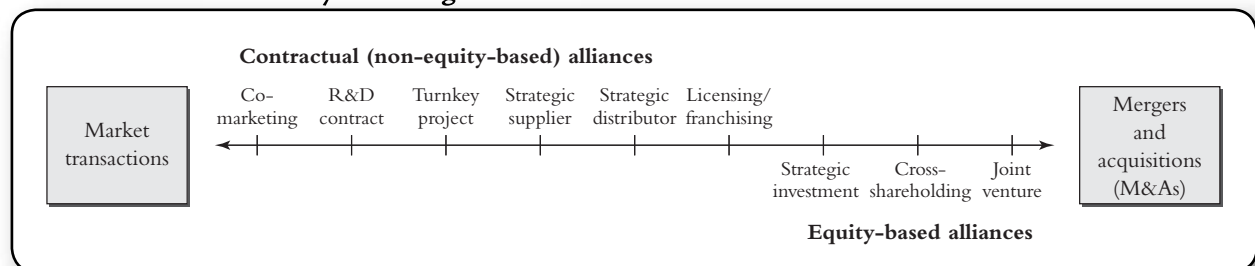 Contractual (non-equity-based) alliances
Market
transactions
Co-
marketing
R&D
contract
Turnkey
project
Strategic
supplier
Strategic
distributor
Licensing/
franchising
Strategic
investment
Cross-
shareholding
Joint
venture
Equity-based alliances
Mergers
and
acquisitions
(M&As)